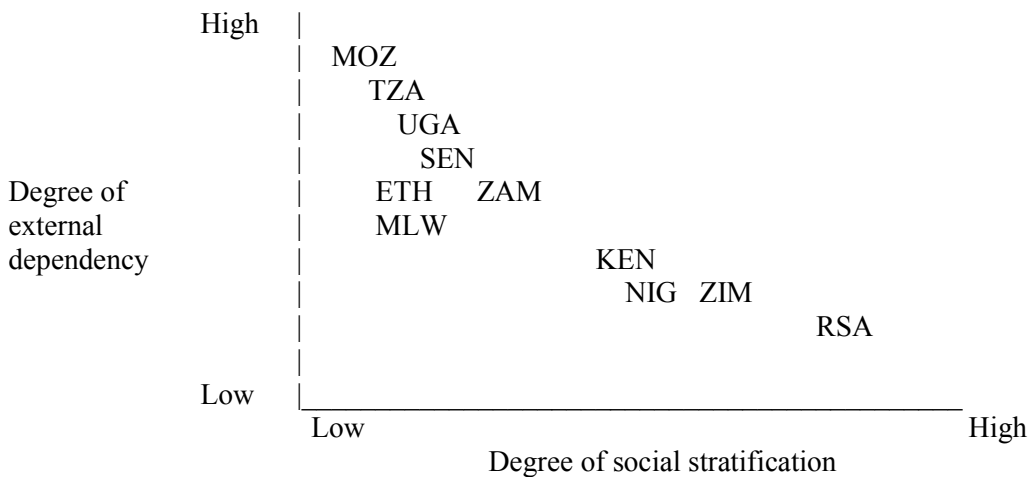 High
MOZ
TZA
UGA
SEN
Degree of ETH ZAM
external MLW
dependency KEN
NIG ZIM
RSA
Low
Low High
Degree of social stratification